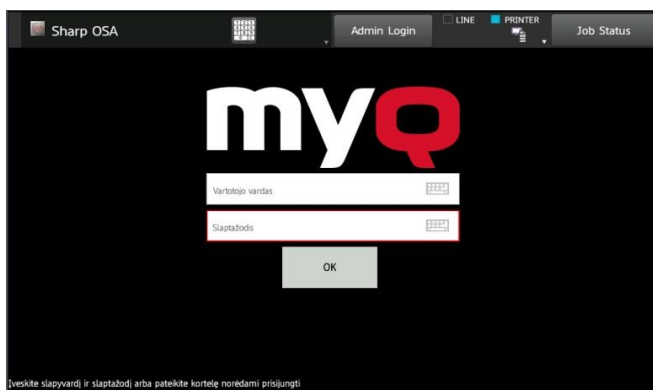 Sharp OSA
Admin Login
LINE
PRINTER
Job Status
myQ
Vartotojo vardas
Slaptažodis
OK
Įveskite slapyvardį ir slaptažodį arba pateikite kortelę norėdami prisijungti